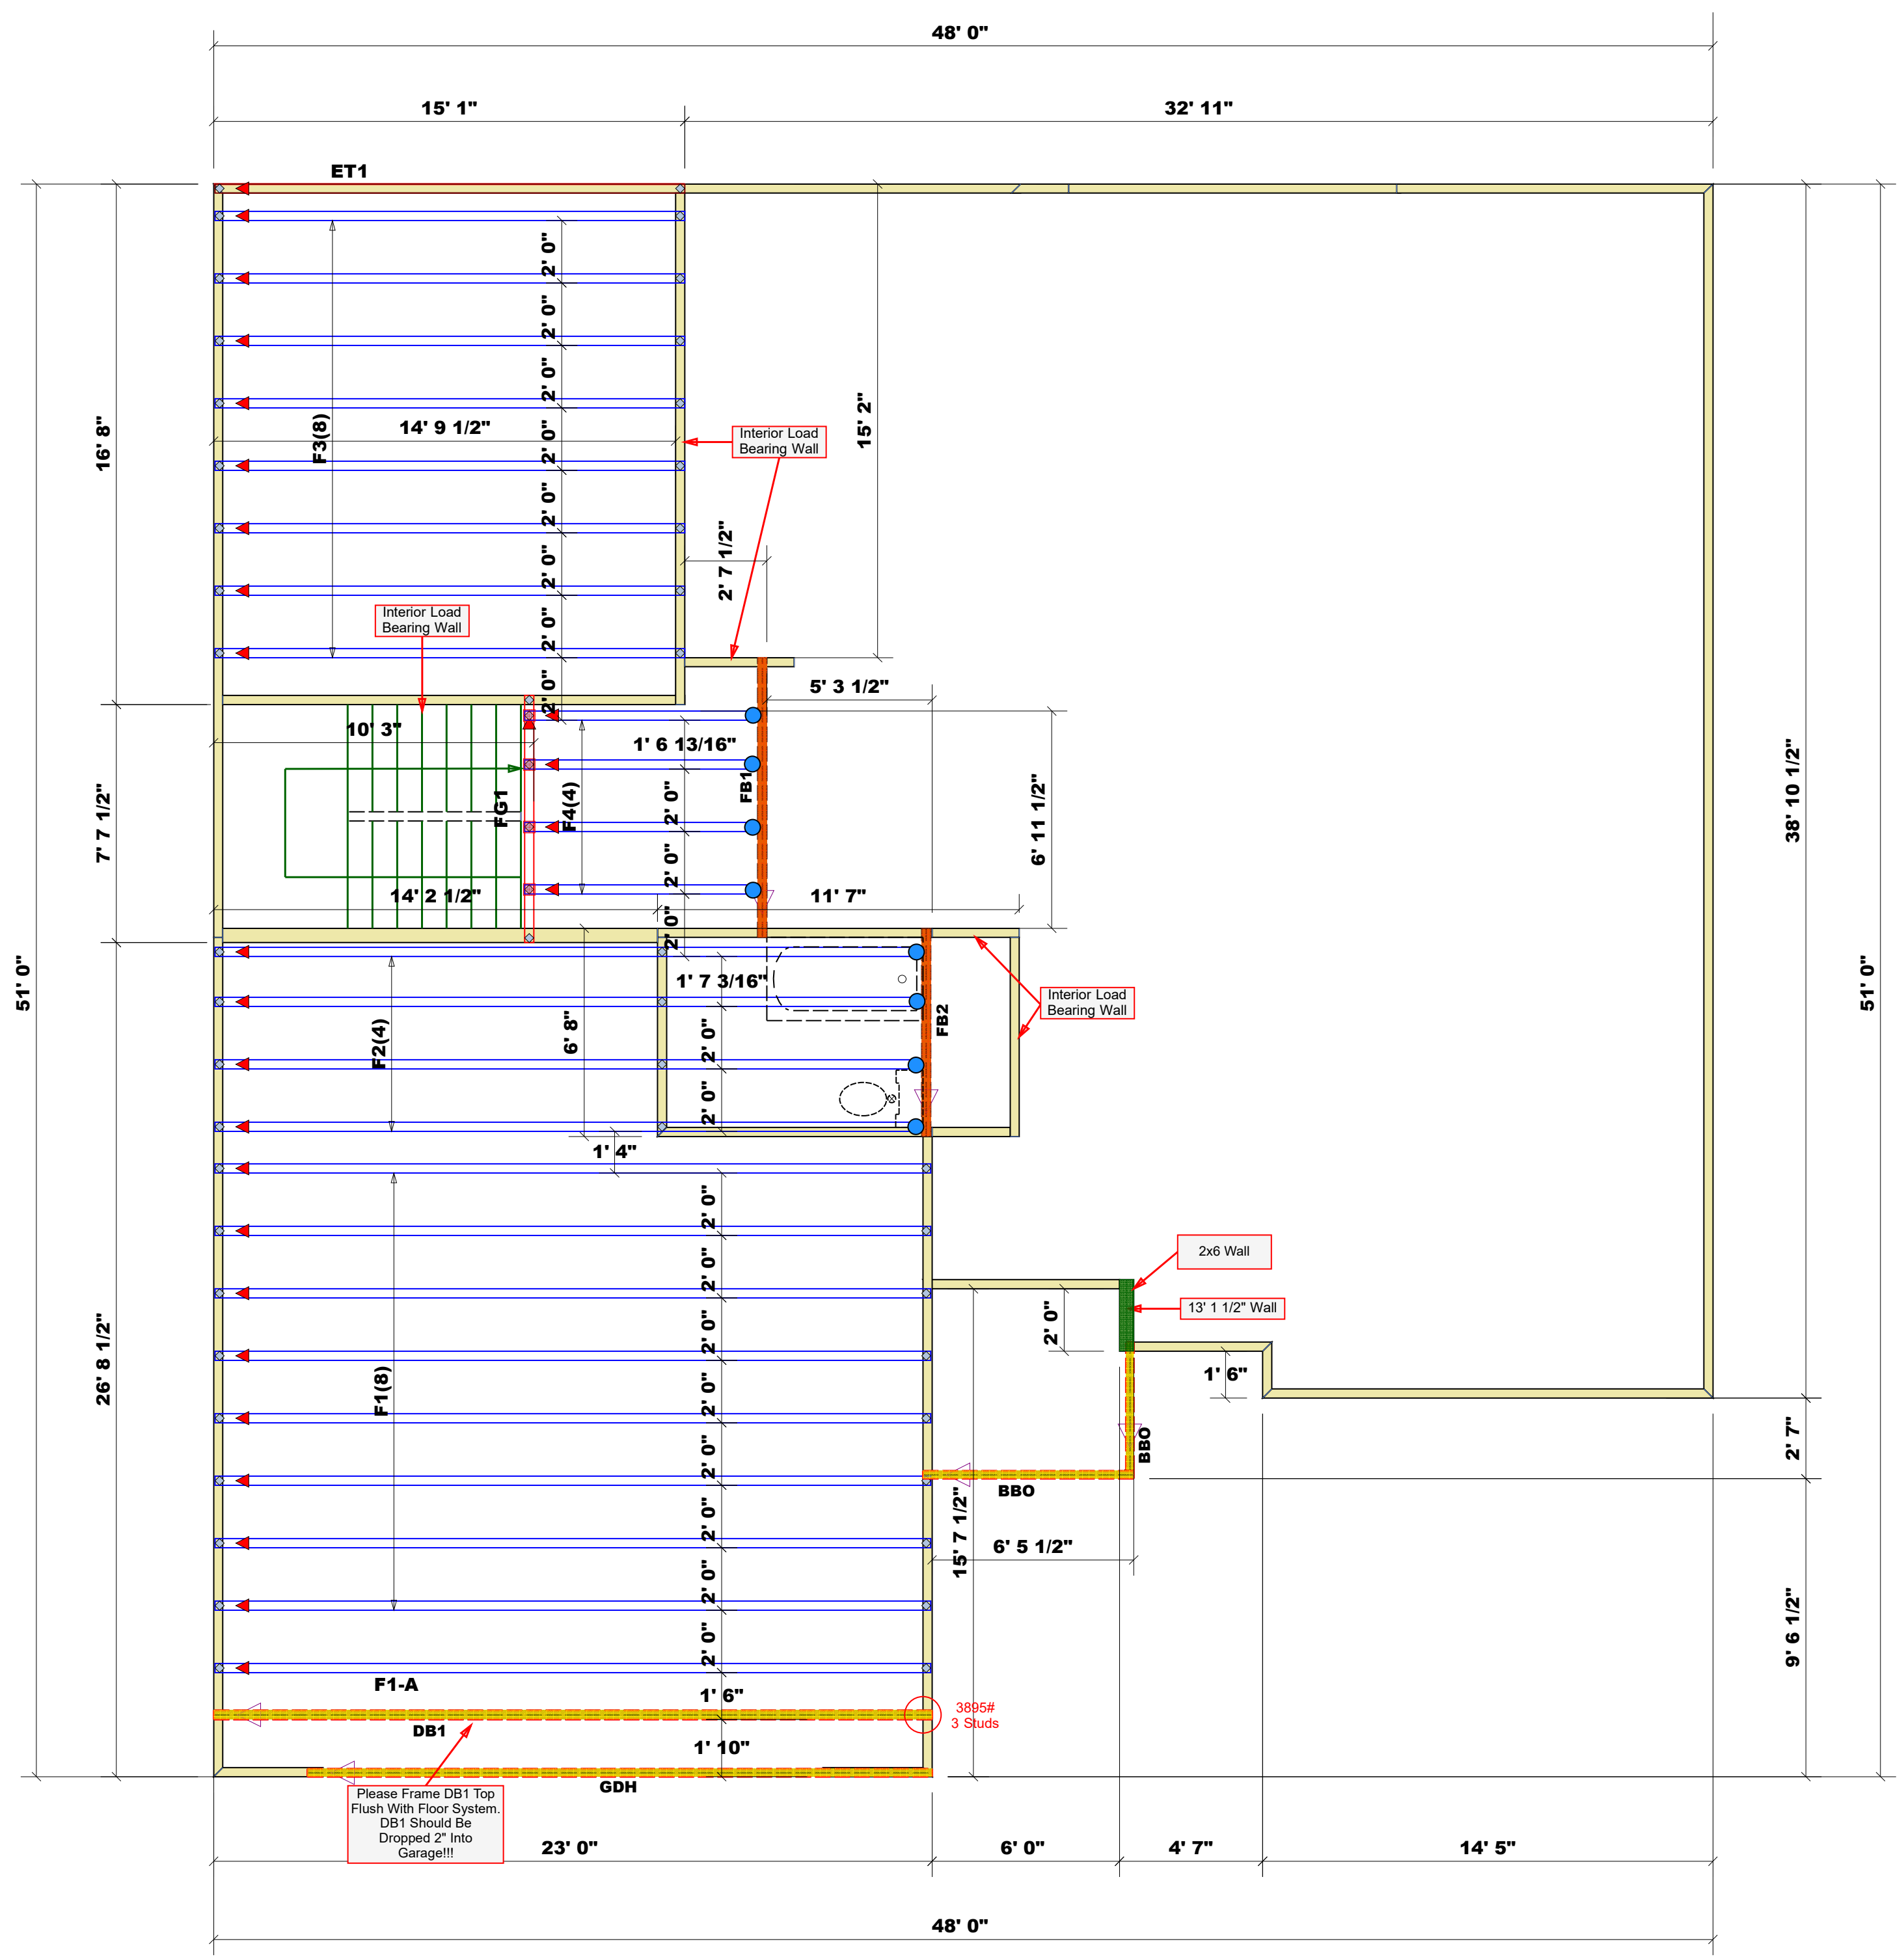 48' 0"
15' 1"
32' 11"
ET1
2' 0"
2' 0"
2' 0"
2' 0"
2' 0"
2' 0"
2' 0"
2' 0"
16' 8"
F3(8)
14' 9 1/2"
Interior Load
Bearing Wall
15' 2"
2' 7 1/2"
Interior Load
Bearing Wall
5' 3 1/2"
10' 3"
1' 6 13/16"
7' 7 1/2"
FG1
F4(4)
2' 0"
2' 0"
2' 0"
FB1
6' 11 1/2"
38' 10 1/2"
14' 2 1/2"
11' 7"
51' 0"
51' 0"
1' 7 3/16"
F2(4)
6' 8"
2' 0"
2' 0"
FB2
Interior Load
Bearing Wall
1' 4"
2' 0"
2' 0"
2' 0"
2' 0"
2' 0"
2' 0"
2' 0"
2' 0"
26' 8 1/2"
F1(8)
2x6 Wall
13' 1 1/2" Wall
2' 0"
1' 6"
BBO
BBO
2' 7"
15' 7 1/2"
6' 5 1/2"
9' 6 1/2"
F1-A
1' 6"
DB1
3895#
3 Studs
1' 10"
GDH
Please Frame DB1 Top
Flush With Floor System.
DB1 Should Be
Dropped 2" Into
Garage!!!
23' 0"
6' 0"
4' 7"
14' 5"
48' 0"